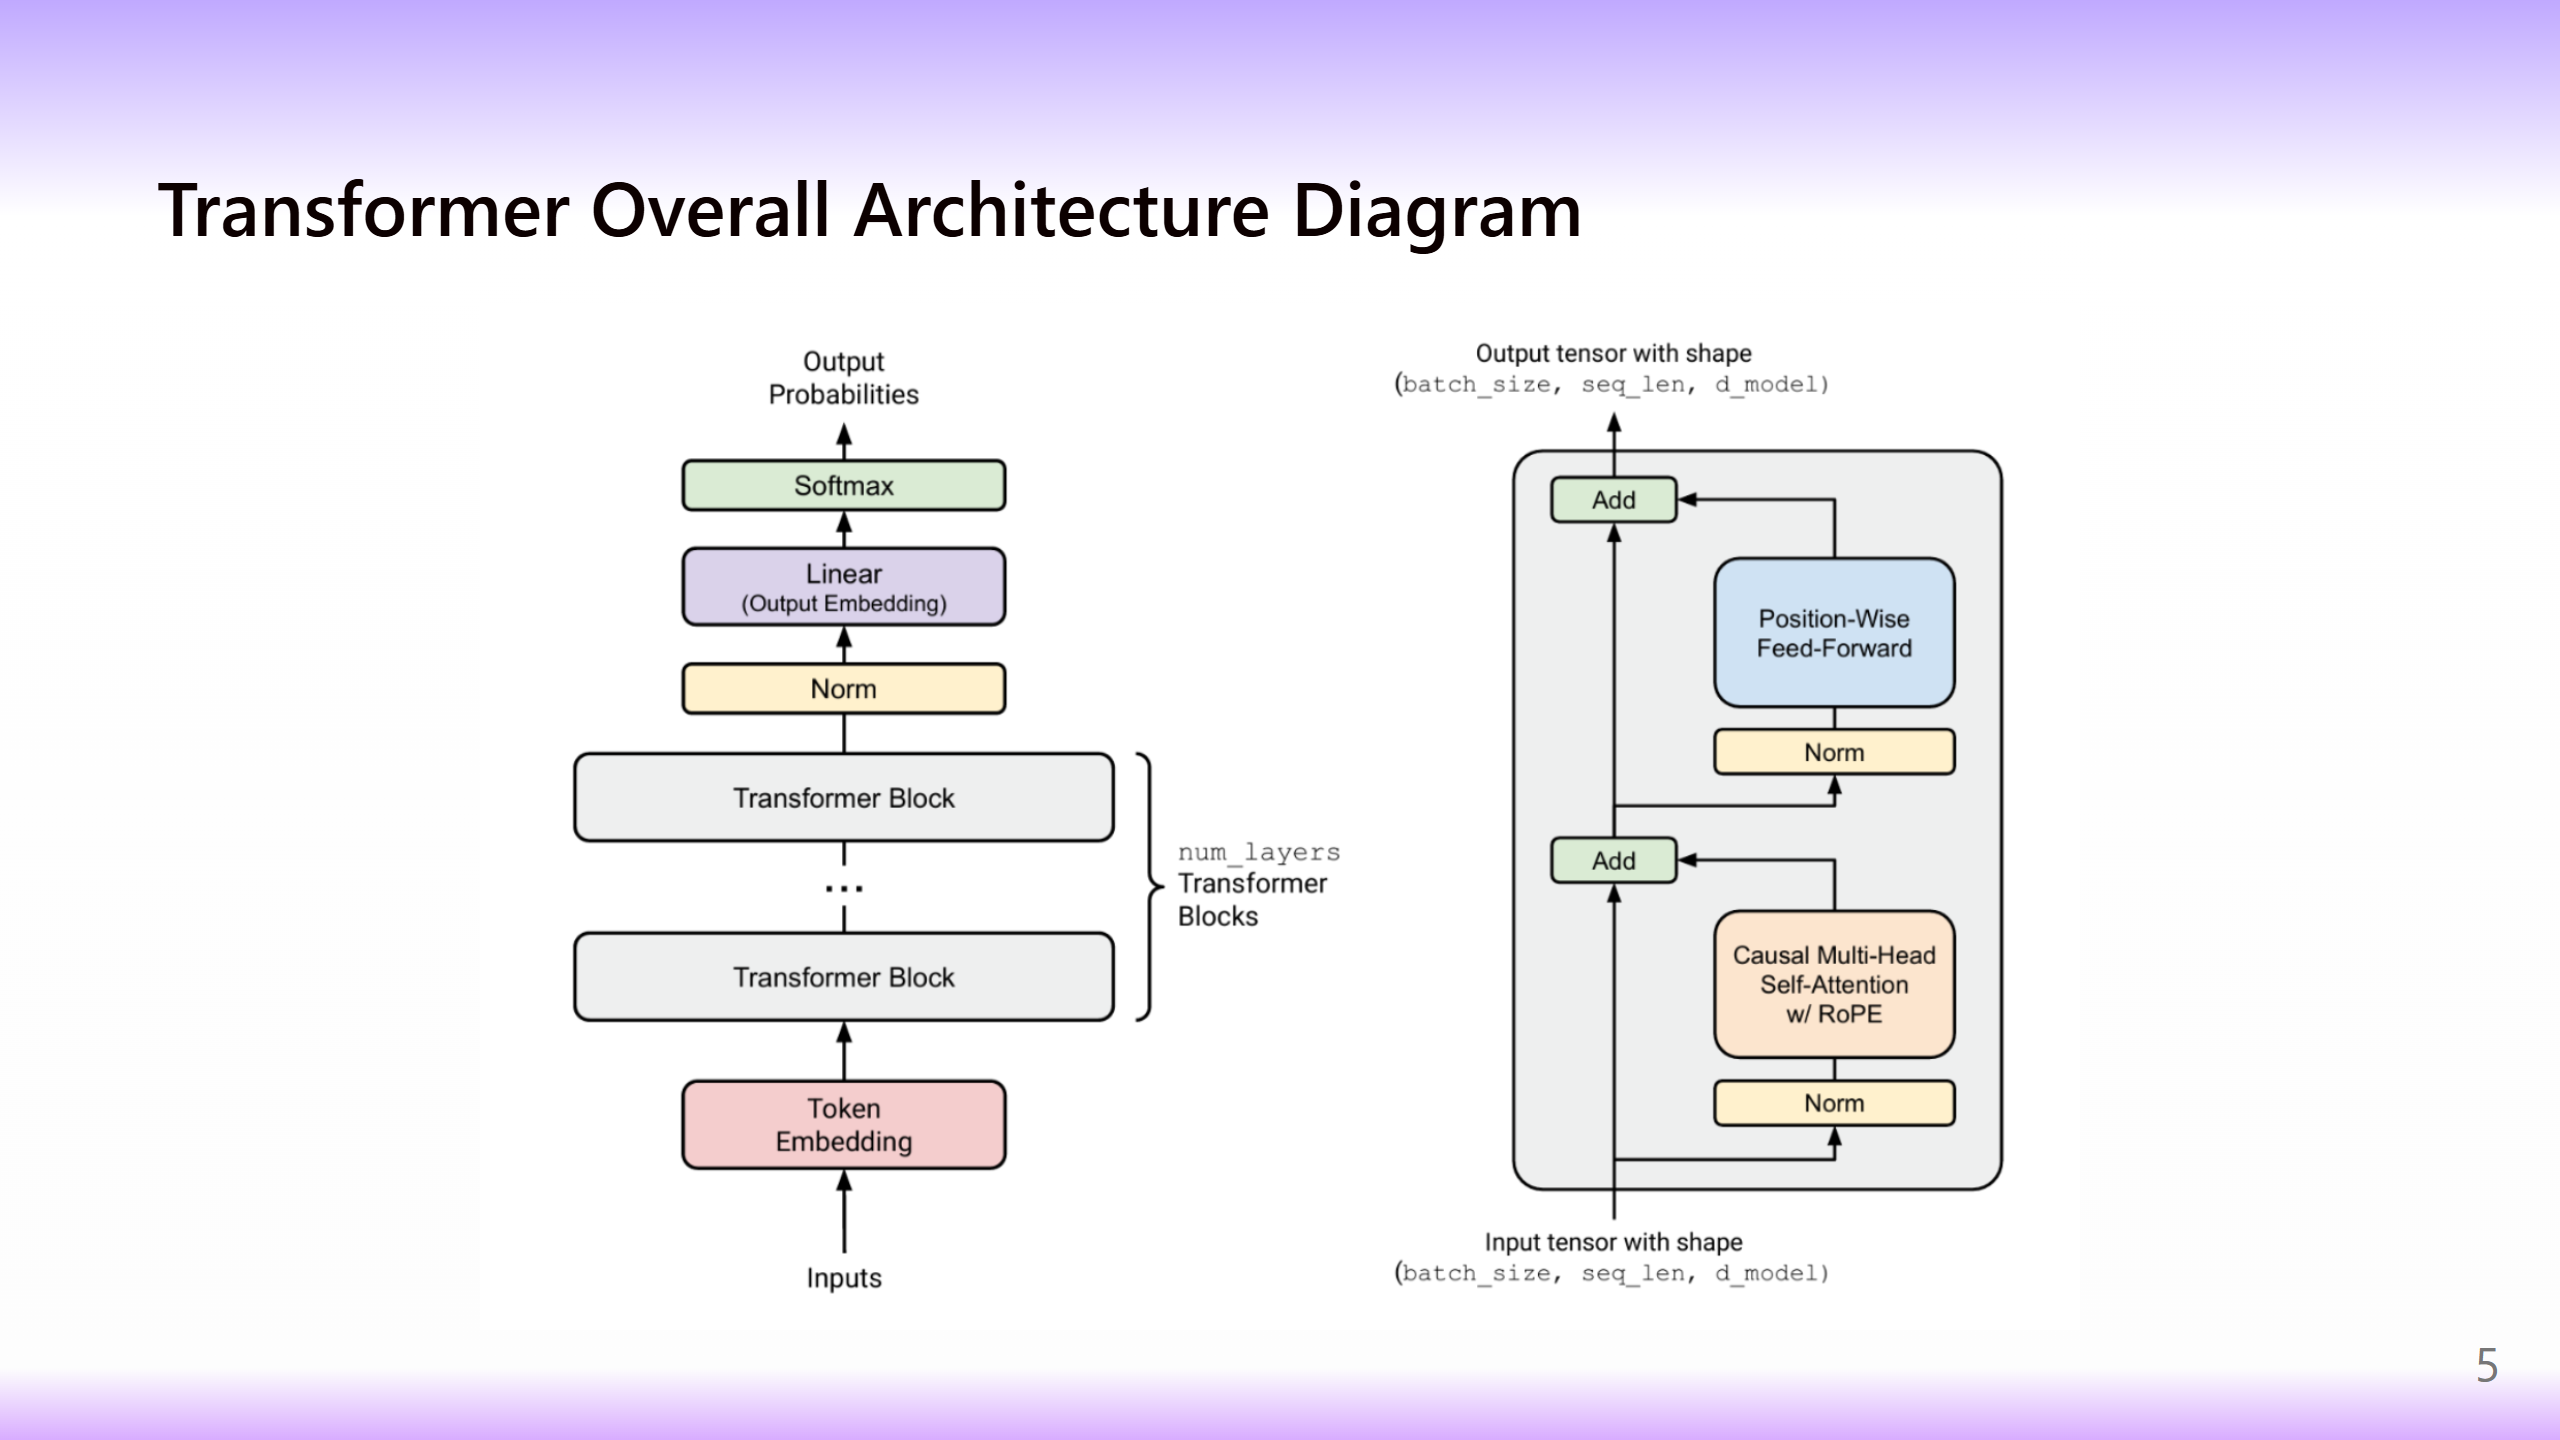 Transformer Overall Architecture Diagram
Output
Probabilities
Softmax
Linear
(Output Embedding)
Norm
Transformer Block
...
Transformer Block
num_layers
Transformer
Blocks
Token
Embedding
Inputs
Output tensor with shape
(batch_size, seq_len, d_model)
Add
Position-Wise
Feed-Forward
Norm
Add
Causal Multi-Head
Self-Attention
w/ RoPE
Norm
Input tensor with shape
(batch_size, seq_len, d_model)
5